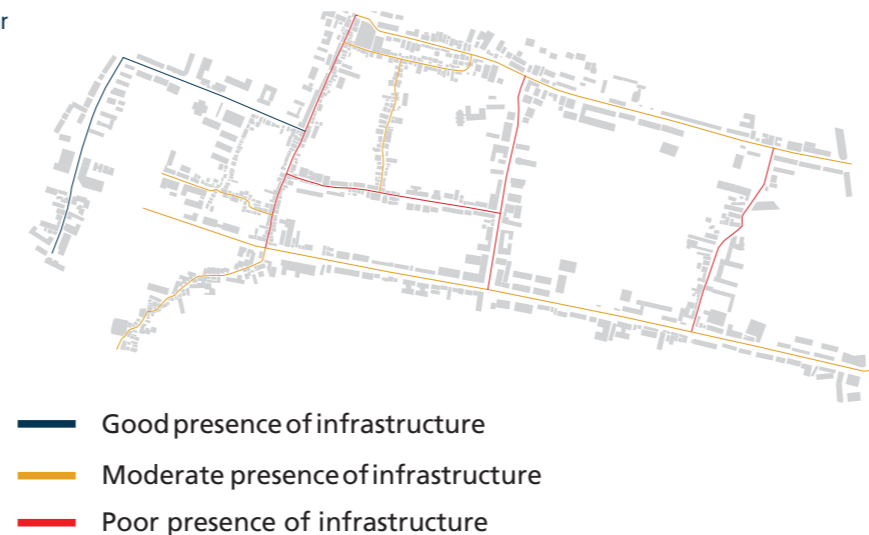 r
Good presence of infrastructure
Moderate presence of infrastructure
Poor presence of infrastructure